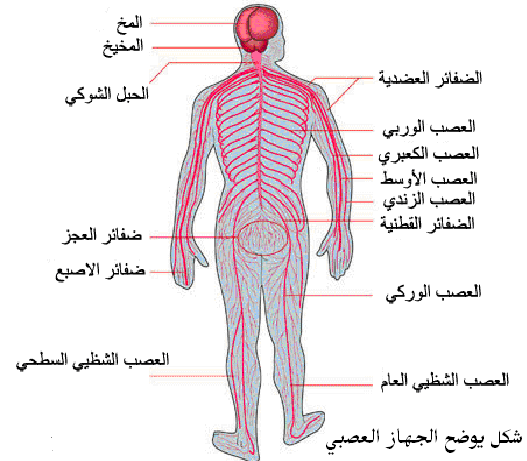 المخ
المخيخ
الحبل الشوكي
الضفائر العضدية
العصب الوربي
العصب الكعبري
العصب الأوسط
العصب الزندي
الضفائر القطنية
ضفائر العجز
ضفائر الاصبع
العصب الوركي
العصب الشظيي السطحي
العصب الشظيي العام
شكل يوضح الجهاز العصبي